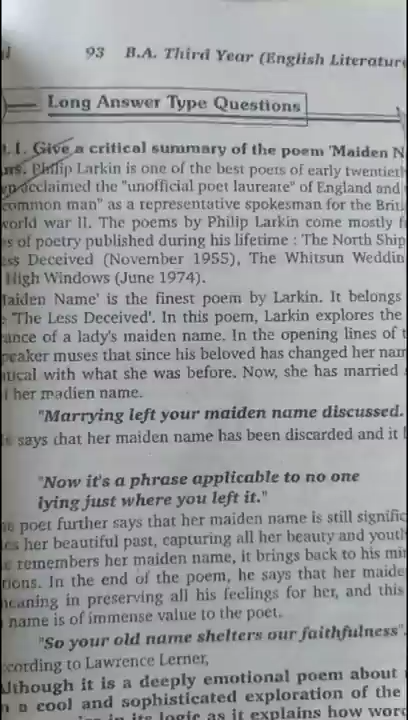 93 B.A. Third Year (English Literature
Long Answer Type Questions
1. Give a critical summary of the poem 'Maiden N
Philip Larkin is one of the best poets of early twentieth
acclaimed the "unofficial poet laureate" of England and
common man" as a representative spokesman for the Brit
world war II. The poems by Philip Larkin come mostly f
s of poetry published during his lifetime : The North Ship
ess Deceived (November 1955), The Whitsun Weddin
High Windows (June 1974).
Maiden Name' is the finest poem by Larkin. It belongs
'The Less Deceived'. In this poem, Larkin explores the
ance of a lady's maiden name. In the opening lines of t
peaker muses that since his beloved has changed her nam
tical with what she was before. Now, she has married
her madien name.
"Marrying left your maiden name discussed.
says that her maiden name has been discarded and it
"Now it's a phrase applicable to no one
lying just where you left it."
he poet further says that her maiden name is still signific
es her beautiful past, capturing all her beauty and youth
e remembers her maiden name, it brings back to his min
tions. In the end of the poem, he says that her maide
meaning in preserving all his feelings for her, and this
name is of immense value to the poet.
"So your old name shelters our faithfulness".
ccording to Lawrence Lerner,
Although it is a deeply emotional poem about
a cool and sophisticated exploration of the
in its logic as it explains how word